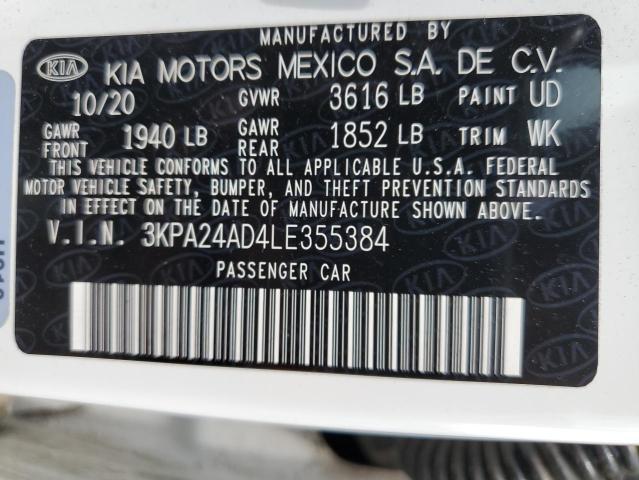 MANUFACTURED BY
KIA KIA MOTORS MEXICO S.A. DE C.V.
10/20 GVWR 3616 LB PAINT UD
GAWR FRONT 1940 LB GAWR REAR 1852 LB TRIM WK
THIS VEHICLE CONFORMS TO ALL APPLICABLE U.S.A. FEDERAL
MOTOR VEHICLE SAFETY, BUMPER, AND THEFT PREVENTION STANDARDS
IN EFFECT ON THE DATE OF MANUFACTURE SHOWN ABOVE.
V.I.N. 3KPA24AD4LE355384
PASSENGER CAR